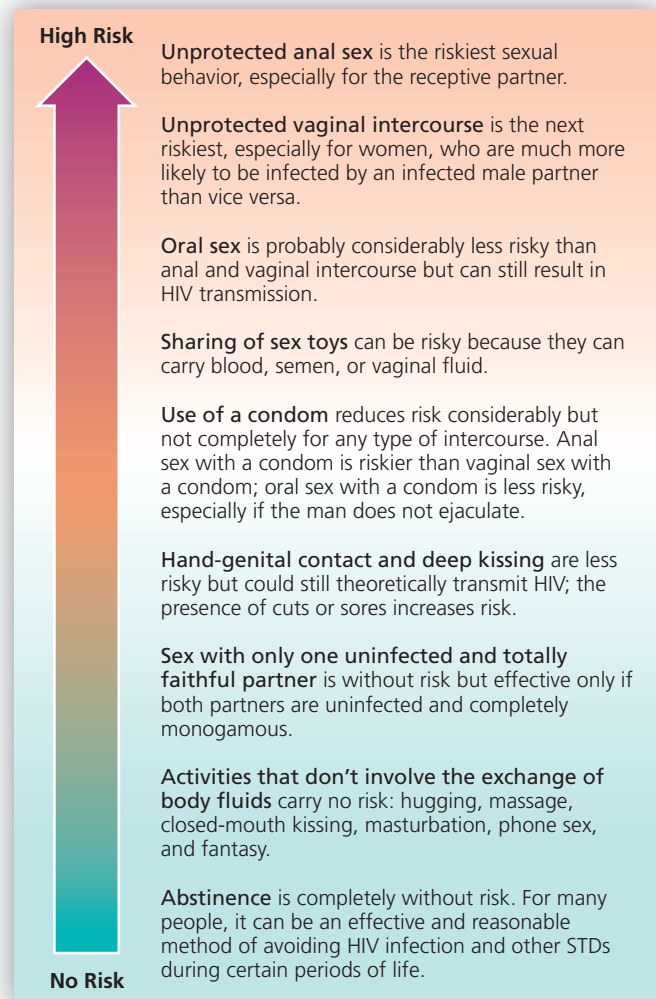 High Risk
Unprotected anal sex is the riskiest sexual
behavior, especially for the receptive partner.
Unprotected vaginal intercourse is the next
riskiest, especially for women, who are much more
likely to be infected by an infected male partner
than vice versa.
Oral sex is probably considerably less risky than
anal and vaginal intercourse but can still result in
HIV transmission.
Sharing of sex toys can be risky because they can
carry blood, semen, or vaginal fluid.
Use of a condom reduces risk considerably but
not completely for any type of intercourse. Anal
sex with a condom is riskier than vaginal sex with
a condom; oral sex with a condom is less risky,
especially if the man does not ejaculate.
Hand-genital contact and deep kissing are less
risky but could still theoretically transmit HIV; the
presence of cuts or sores increases risk.
Sex with only one uninfected and totally
faithful partner is without risk but effective only if
both partners are uninfected and completely
monogamous.
Activities that don't involve the exchange of
body fluids carry no risk: hugging, massage,
closed-mouth kissing, masturbation, phone sex,
and fantasy.
Abstinence is completely without risk. For many
people, it can be an effective and reasonable
method of avoiding HIV infection and other STDs
during certain periods of life.
No Risk